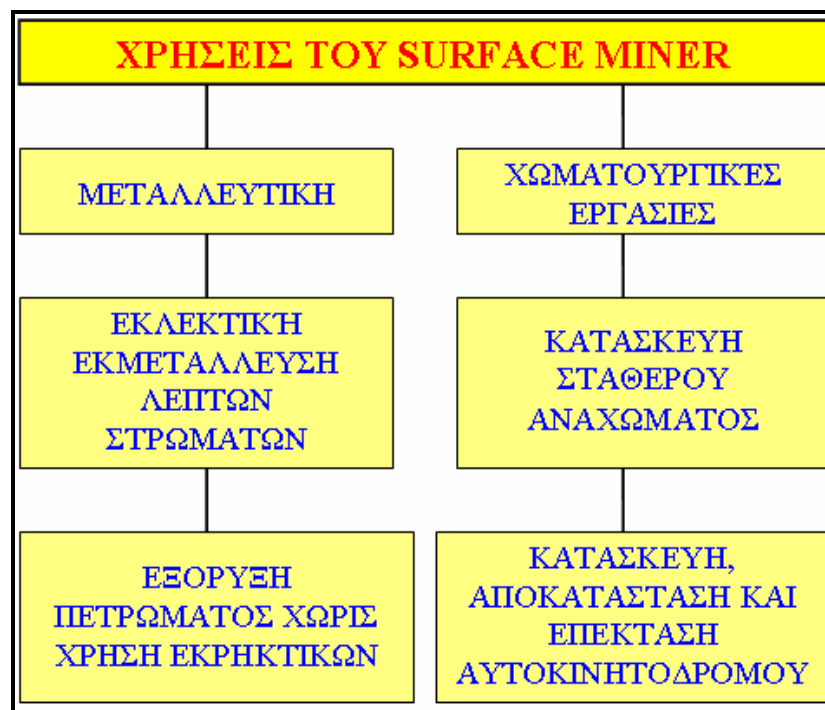 ΧΡΗΣΕΙΣ ΤΟΥ SURFACE MINER
ΜΕΤΑΛΛΕΥΤΙΚΗ
ΕΚΛΕΚΤΙΚΉ
ΕΚΜΕΤΑΛΛΕΥΣΗ
ΛΕΠΤΩΝ
ΣΤΡΩΜΑΤΩΝ
ΕΞΟΡΥΞΗ
ΠΕΤΡΩΜΑΤΟΣ ΧΩΡΙΣ
ΧΡΗΣΗ ΕΚΡΗΚΤΙΚΩΝ
ΧΩΜΑΤΟΥΡΓΙΚΈΣ
ΕΡΓΑΣΙΕΣ
ΚΑΤΑΣΚΕΥΗ
ΣΤΑΘΕΡΟΥ
ΑΝΑΧΩΜΑΤΟΣ
ΚΑΤΑΣΚΕΥΗ,
ΑΠΟΚΑΤΑΣΤΑΣΗ ΚΑΙ
ΕΠΕΚΤΑΣΗ
ΑΥΤΟΚΙΝΗΤΟΔΡΟΜΟΥ